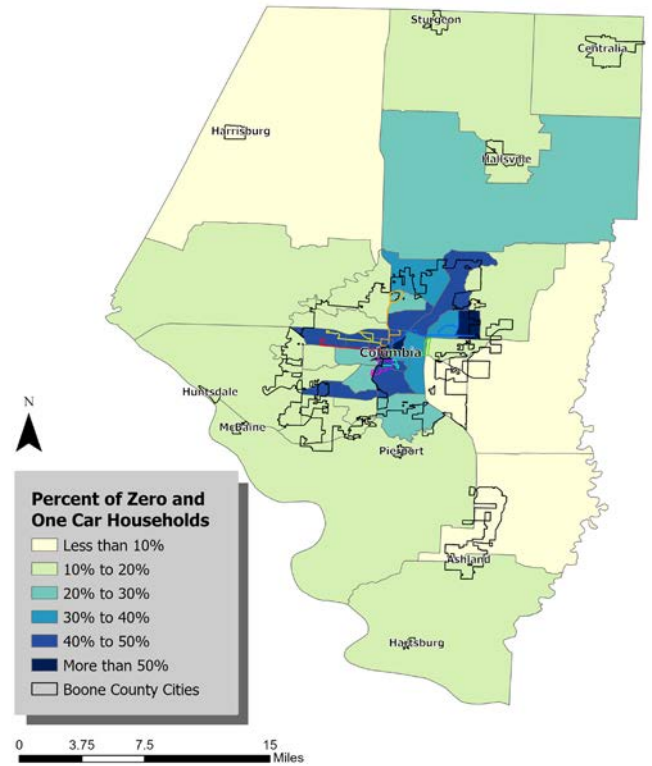 Sturgeon
Centralia
Harrisburg
Hallsville
Columbia
Huntsdale
McBaine
Pierport
Ashland
Hartsburg
N
Percent of Zero and
One Car Households
Less than 10%
10% to 20%
20% to 30%
30% to 40%
40% to 50%
More than 50%
Boone County Cities
0 3.75 7.5 15
Miles